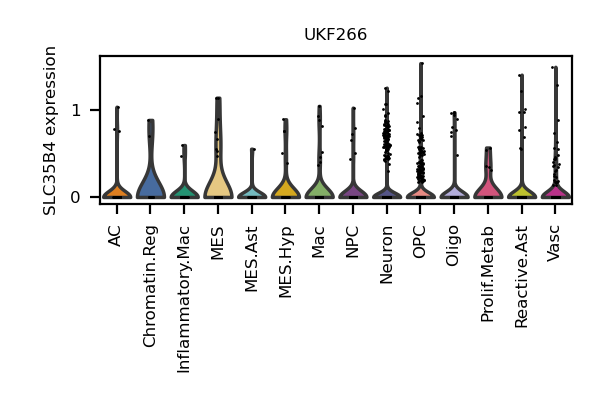 UKF266
SLC35B4 expression
1
0
AC
Chromatin.Reg
Inflammatory.Mac
MES
MES.Ast
MES.Hyp
Mac
NPC
Neuron
OPC
Oligo
Prolif.Metab
Reactive.Ast
Vasc